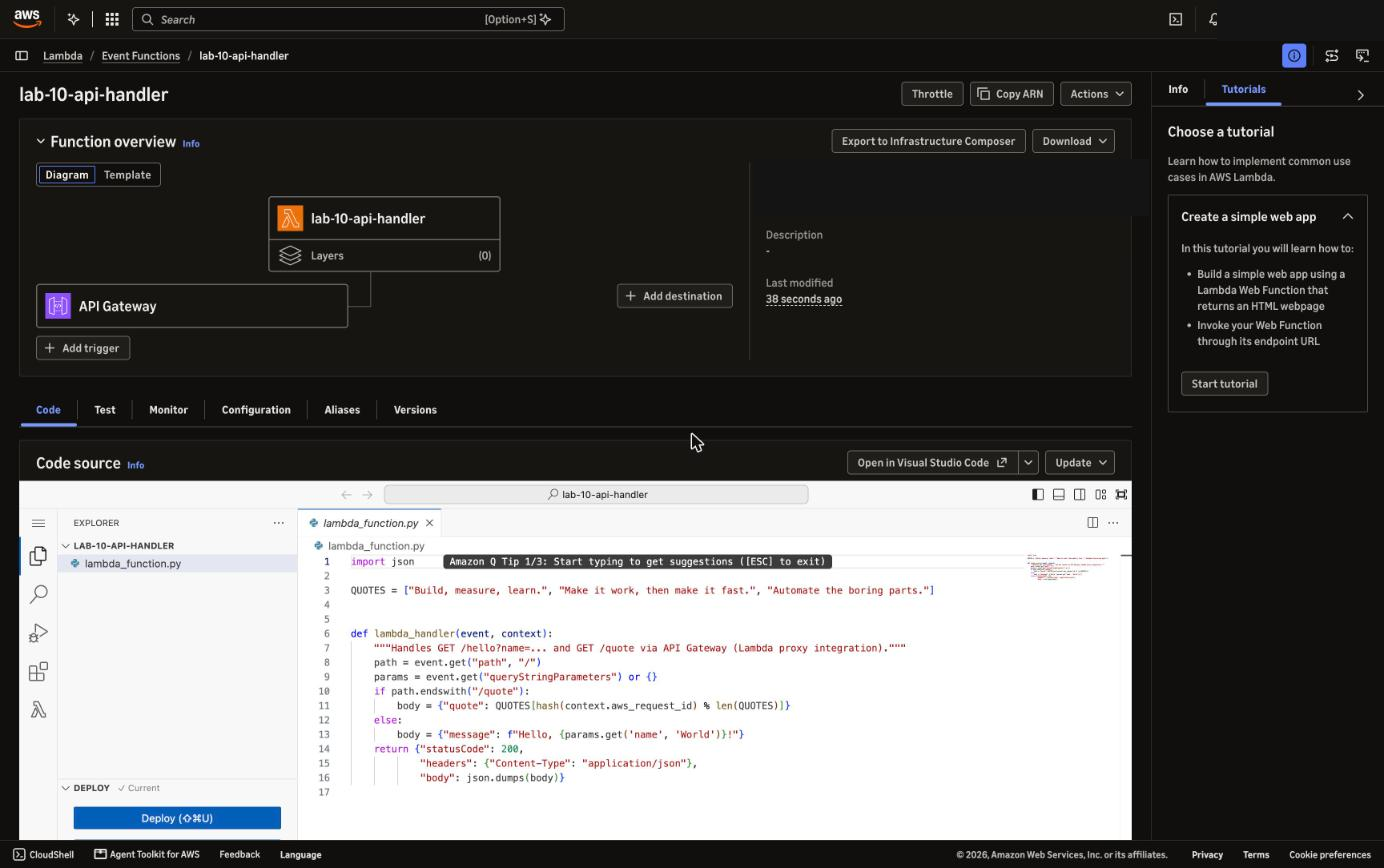 aws
Search
[Option+S]
Lambda / Event Functions / lab-10-api-handler
lab-10-api-handler
Throttle
Copy ARN
Actions
Function overview Info
Export to Infrastructure Composer
Download
Diagram
Template
lab-10-api-handler
Layers (0)
API Gateway
+ Add trigger
+ Add destination
Description
-
Last modified
38 seconds ago
Code
Test
Monitor
Configuration
Aliases
Versions
Code source Info
Open in Visual Studio Code
Update
lab-10-api-handler
EXPLORER
LAB-10-API-HANDLER
lambda_function.py
DEPLOY Current
Deploy (⇧⌘U)
lambda_function.py
lambda_function.py
1 import json Amazon Q Tip 1/3: Start typing to get suggestions ([ESC] to exit)
2
3 QUOTES = ["Build, measure, learn.", "Make it work, then make it fast.", "Automate the boring parts."]
4
5
6 def lambda_handler(event, context):
7 """Handles GET /hello?name=... and GET /quote via API Gateway (Lambda proxy integration)."""
8 path = event.get("path", "/")
9 params = event.get("queryStringParameters") or {}
10 if path.endswith("/quote"):
11 body = {"quote": QUOTES[hash(context.aws_request_id) % len(QUOTES)]}
12 else:
13 body = {"message": f"Hello, {params.get('name', 'World')}!"}
14 return {"statusCode": 200,
15 "headers": {"Content-Type": "application/json"},
16 "body": json.dumps(body)}
17
Info
Tutorials
Choose a tutorial
Learn how to implement common use
cases in AWS Lambda.
Create a simple web app
In this tutorial you will learn how to:
• Build a simple web app using a
Lambda Web Function that
returns an HTML webpage
• Invoke your Web Function
through its endpoint URL
Start tutorial
CloudShell
Agent Toolkit for AWS
Feedback
Language
© 2026, Amazon Web Services, Inc. or its affiliates.
Privacy
Terms
Cookie preferences